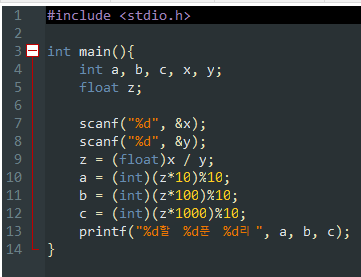 1 #include <stdio.h>
2
3 int main(){
4 int a, b, c, x, y;
5 float z;
6
7 scanf("%d", &x);
8 scanf("%d", &y);
9 z = (float)x / y;
10 a = (int)(z*10)%10;
11 b = (int)(z*100)%10;
12 c = (int)(z*1000)%10;
13 printf("%d할 %d푼 %d리 ", a, b, c);
14 }